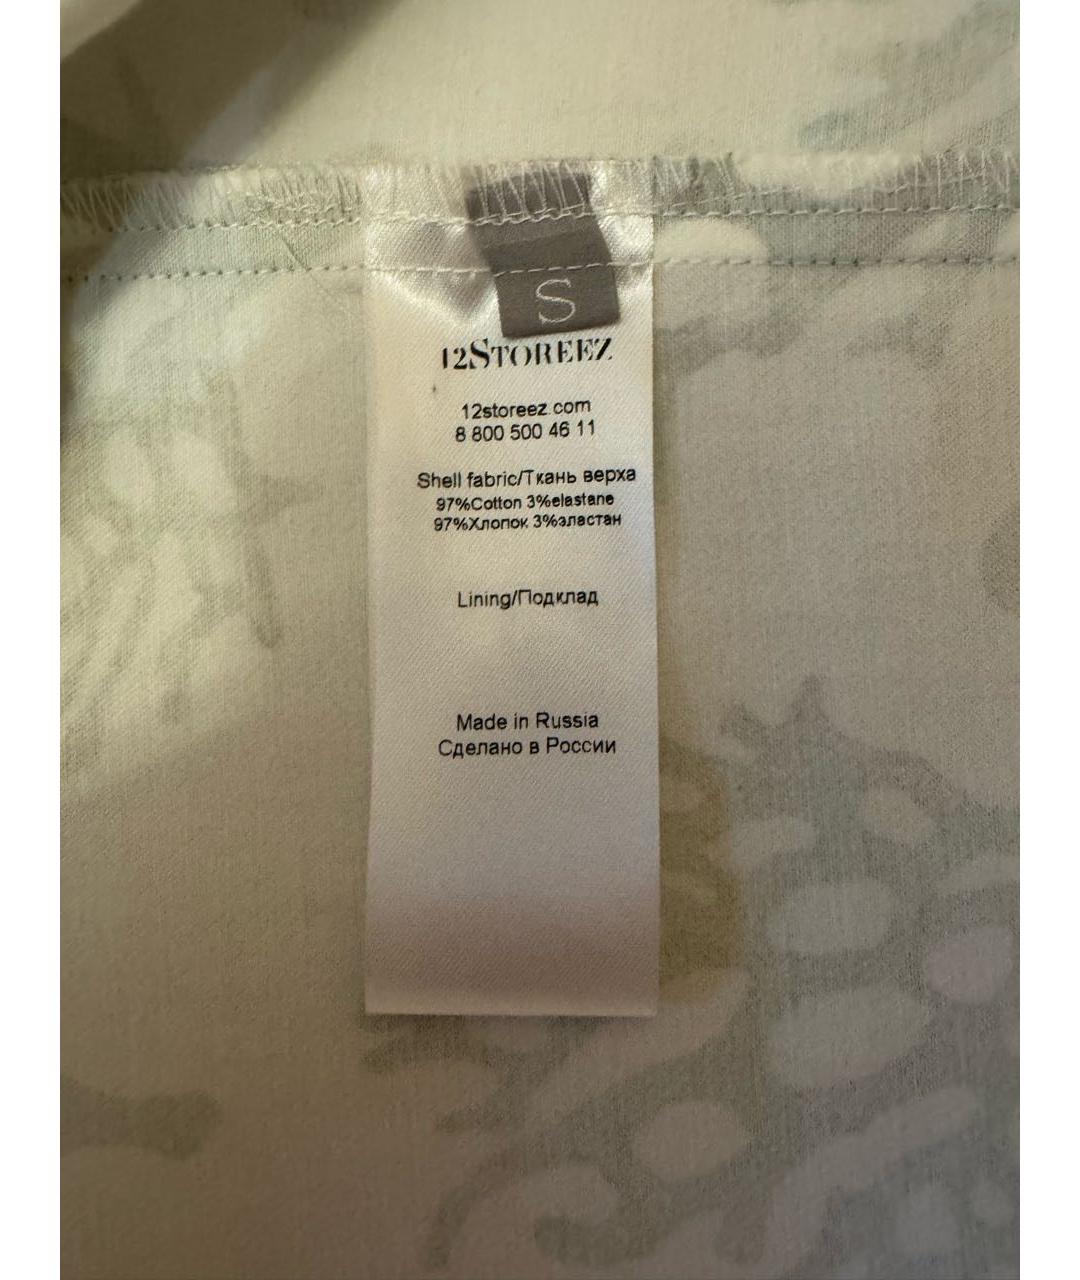 S
12STOREEZ
12storeez.com
8 800 500 46 11
Shell fabric/Ткань верха
97%Cotton 3%elastane
97%Хлопок 3%эластан
Lining/Подклад
Made in Russia
Сделано в России